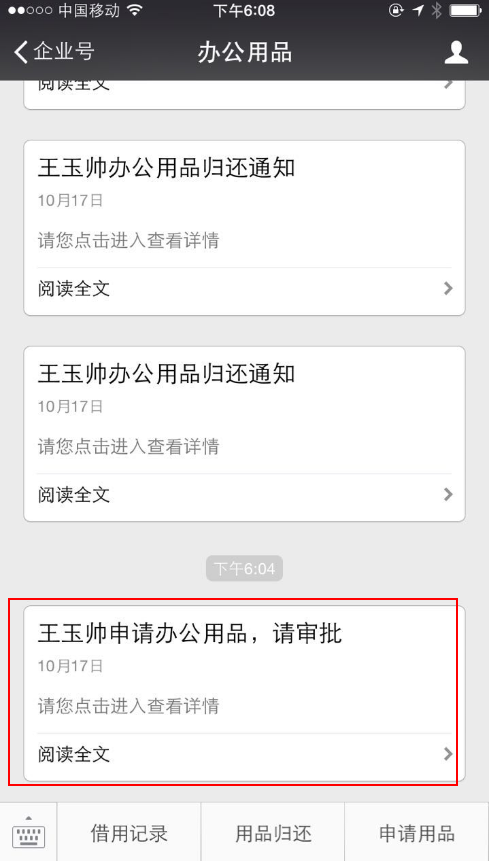 中国移动 下午6:08
企业号 办公用品
阅读全文
王玉帅办公用品归还通知
10月17日
请您点击进入查看详情
阅读全文
王玉帅办公用品归还通知
10月17日
请您点击进入查看详情
阅读全文
下午6:04
王玉帅申请办公用品，请审批
10月17日
请您点击进入查看详情
阅读全文
借用记录 用品归还 申请用品